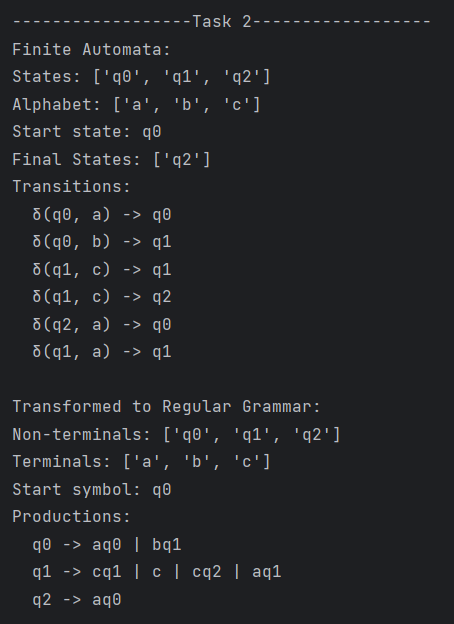 ------------------Task 2------------------
Finite Automata:
States: ['q0', 'q1', 'q2']
Alphabet: ['a', 'b', 'c']
Start state: q0
Final States: ['q2']
Transitions:
  δ(q0, a) -> q0
  δ(q0, b) -> q1
  δ(q1, c) -> q1
  δ(q1, c) -> q2
  δ(q2, a) -> q0
  δ(q1, a) -> q1

Transformed to Regular Grammar:
Non-terminals: ['q0', 'q1', 'q2']
Terminals: ['a', 'b', 'c']
Start symbol: q0
Productions:
  q0 -> aq0 | bq1
  q1 -> cq1 | c | cq2 | aq1
  q2 -> aq0